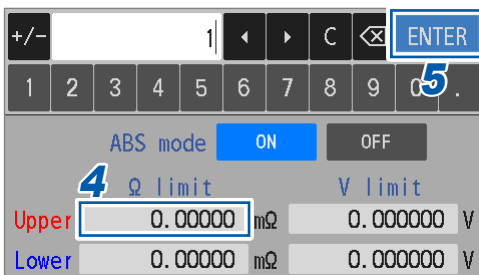 +/- 1 ◀ ▶ C ⌫ ENTER
1 2 3 4 5 6 7 8 9 0 . 5
ABS mode ON OFF
4 Ω limit V limit
Upper 0.00000 mΩ 0.000000 V
Lower 0.00000 mΩ 0.000000 V